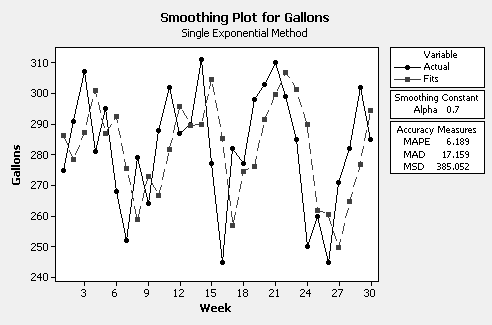 Smoothing Plot for Gallons
Single Exponential Method
310
300
290
280
270
260
250
240
Gallons
3 6 9 12 15 18 21 24 27 30
Week
Variable
Actual
Fits
Smoothing Constant
Alpha 0.7
Accuracy Measures
MAPE 6.189
MAD 17.159
MSD 385.052